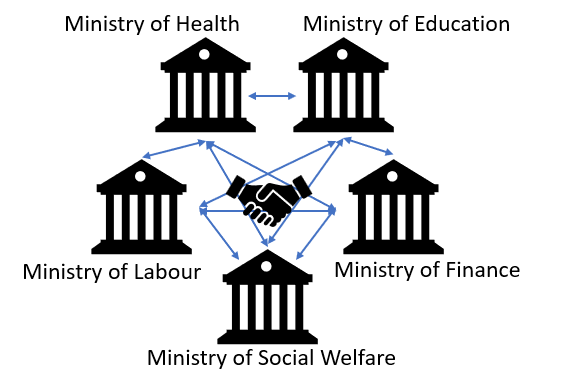 Ministry of Health
Ministry of Education
Ministry of Labour
Ministry of Finance
Ministry of Social Welfare